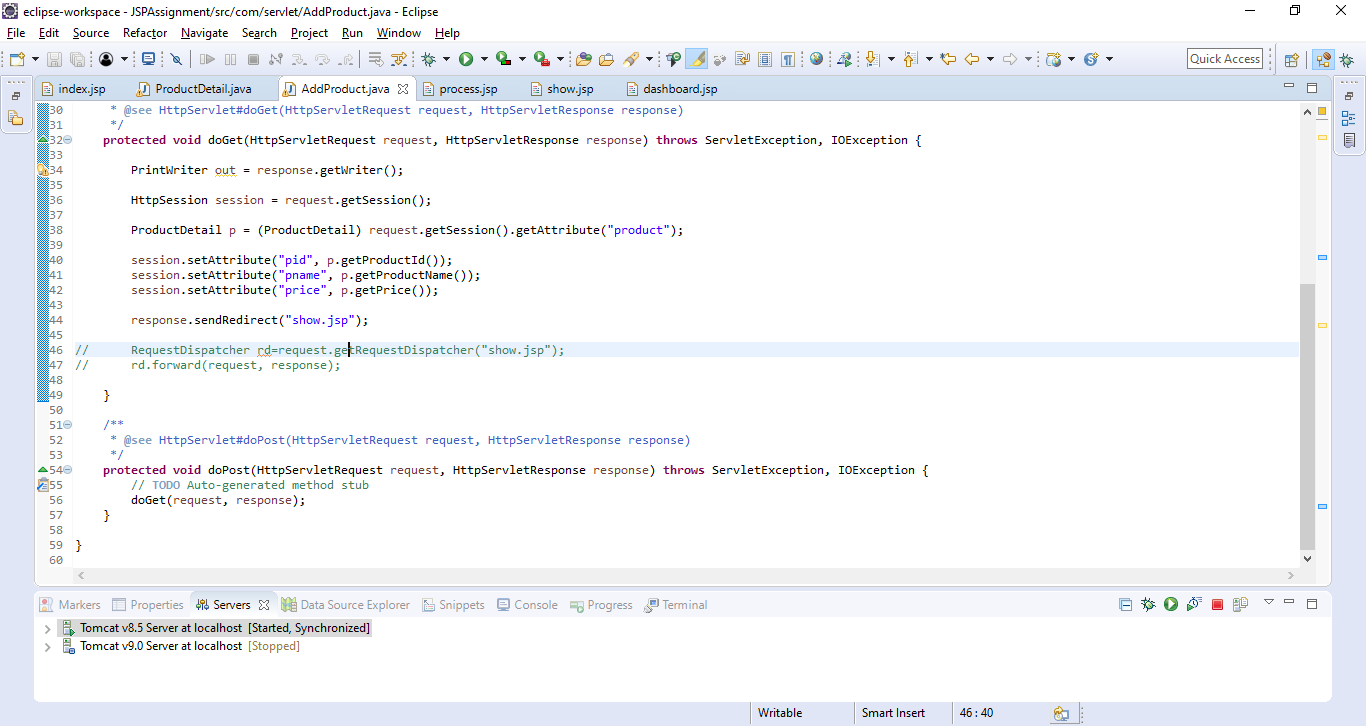 eclipse-workspace - JSPAssignment/src/com/servlet/AddProduct.java - Eclipse
File Edit Source Refactor Navigate Search Project Run Window Help
Quick Access
index.jsp ProductDetail.java AddProduct.java process.jsp show.jsp dashboard.jsp
30 * @see HttpServlet#doGet(HttpServletRequest request, HttpServletResponse response)
31 */
32 protected void doGet(HttpServletRequest request, HttpServletResponse response) throws ServletException, IOException {
33
34 PrintWriter out = response.getWriter();
35
36 HttpSession session = request.getSession();
37
38 ProductDetail p = (ProductDetail) request.getSession().getAttribute("product");
39
40 session.setAttribute("pid", p.getProductId());
41 session.setAttribute("pname", p.getProductName());
42 session.setAttribute("price", p.getPrice());
43
44 response.sendRedirect("show.jsp");
45
46 // RequestDispatcher rd=request.getRequestDispatcher("show.jsp");
47 // rd.forward(request, response);
48
49 }
50
51 /**
52 * @see HttpServlet#doPost(HttpServletRequest request, HttpServletResponse response)
53 */
54 protected void doPost(HttpServletRequest request, HttpServletResponse response) throws ServletException, IOException {
55 // TODO Auto-generated method stub
56 doGet(request, response);
57 }
58
59 }
60
Markers Properties Servers Data Source Explorer Snippets Console Progress Terminal
Tomcat v8.5 Server at localhost [Started, Synchronized]
Tomcat v9.0 Server at localhost [Stopped]
Writable Smart Insert 46 : 40